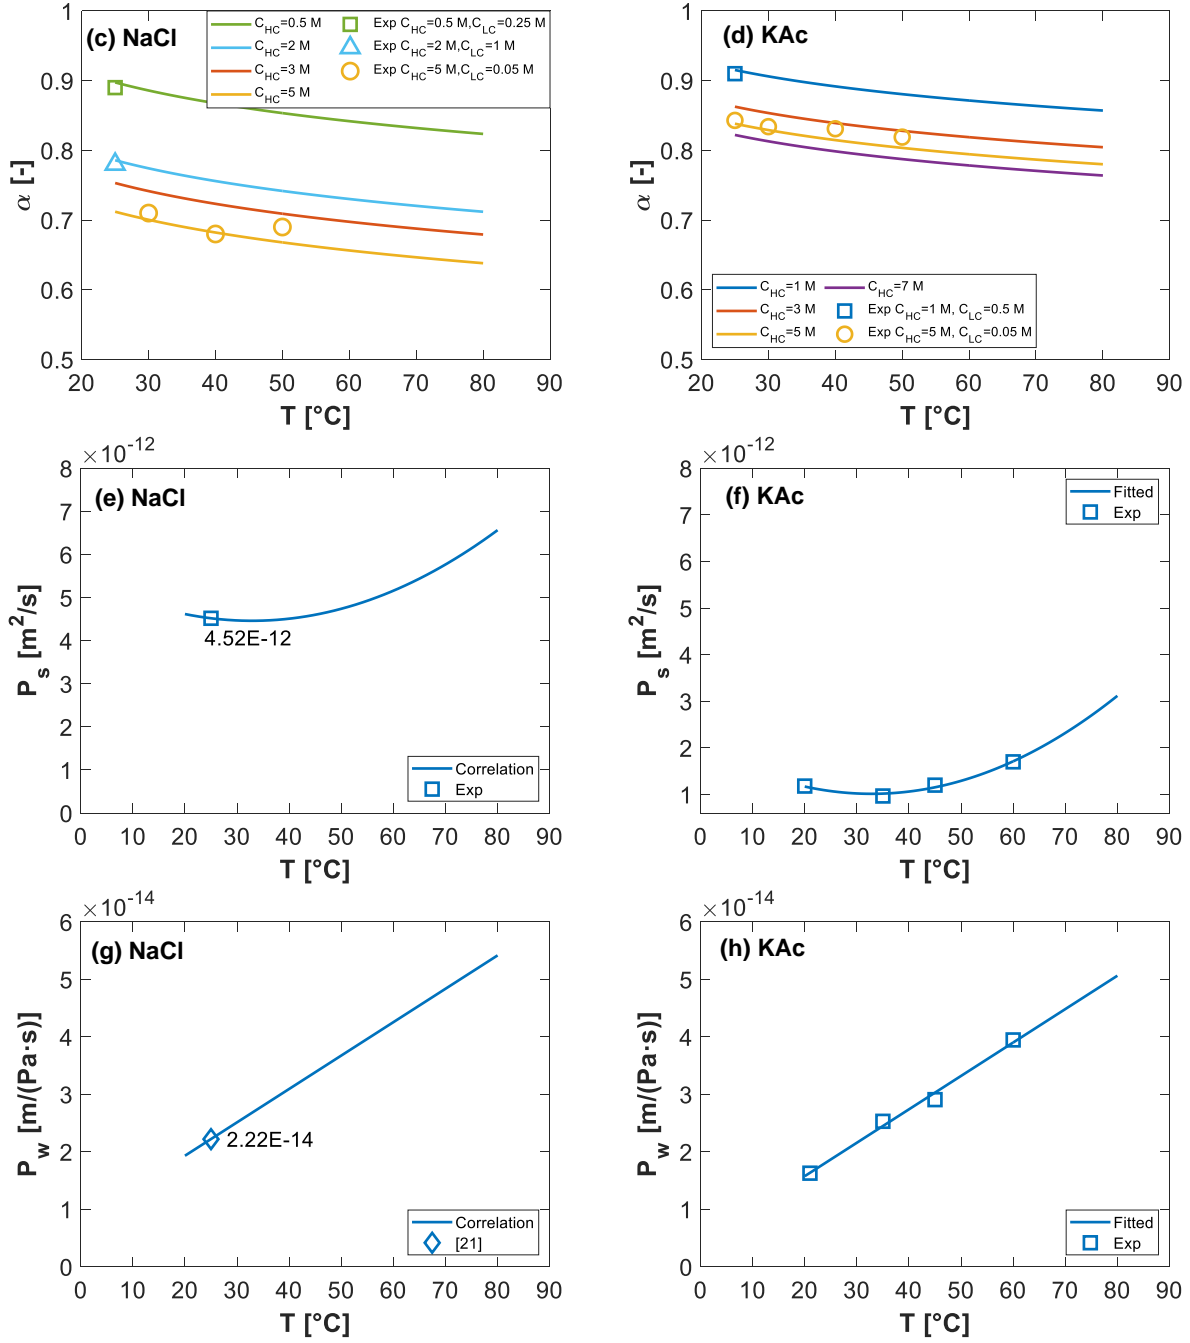 (c) NaCl
C_HC=0.5 M
C_HC=2 M
C_HC=3 M
C_HC=5 M
Exp C_HC=0.5 M,C_LC=0.25 M
Exp C_HC=2 M,C_LC=1 M
Exp C_HC=5 M,C_LC=0.05 M
α [-]
1
0.9
0.8
0.7
0.6
0.5
20 30 40 50 60 70 80 90
T [°C]
(d) KAc
α [-]
1
0.9
0.8
0.7
0.6
0.5
C_HC=1 M
C_HC=3 M
C_HC=5 M
C_HC=7 M
Exp C_HC=1 M, C_LC=0.5 M
Exp C_HC=5 M, C_LC=0.05 M
20 30 40 50 60 70 80 90
T [°C]
×10^-12
(e) NaCl
P_s [m²/s]
8
7
6
5
4
3
2
1
0
4.52E-12
Correlation
Exp
0 10 20 30 40 50 60 70 80 90
T [°C]
×10^-12
(f) KAc
Fitted
Exp
P_s [m²/s]
8
7
6
5
4
3
2
1
0 10 20 30 40 50 60 70 80 90
T [°C]
×10^-14
(g) NaCl
P_w [m/(Pa·s)]
6
5
4
3
2
1
0
2.22E-14
Correlation
[21]
0 10 20 30 40 50 60 70 80 90
T [°C]
×10^-14
(h) KAc
P_w [m/(Pa·s)]
6
5
4
3
2
1
0
Fitted
Exp
0 10 20 30 40 50 60 70 80 90
T [°C]